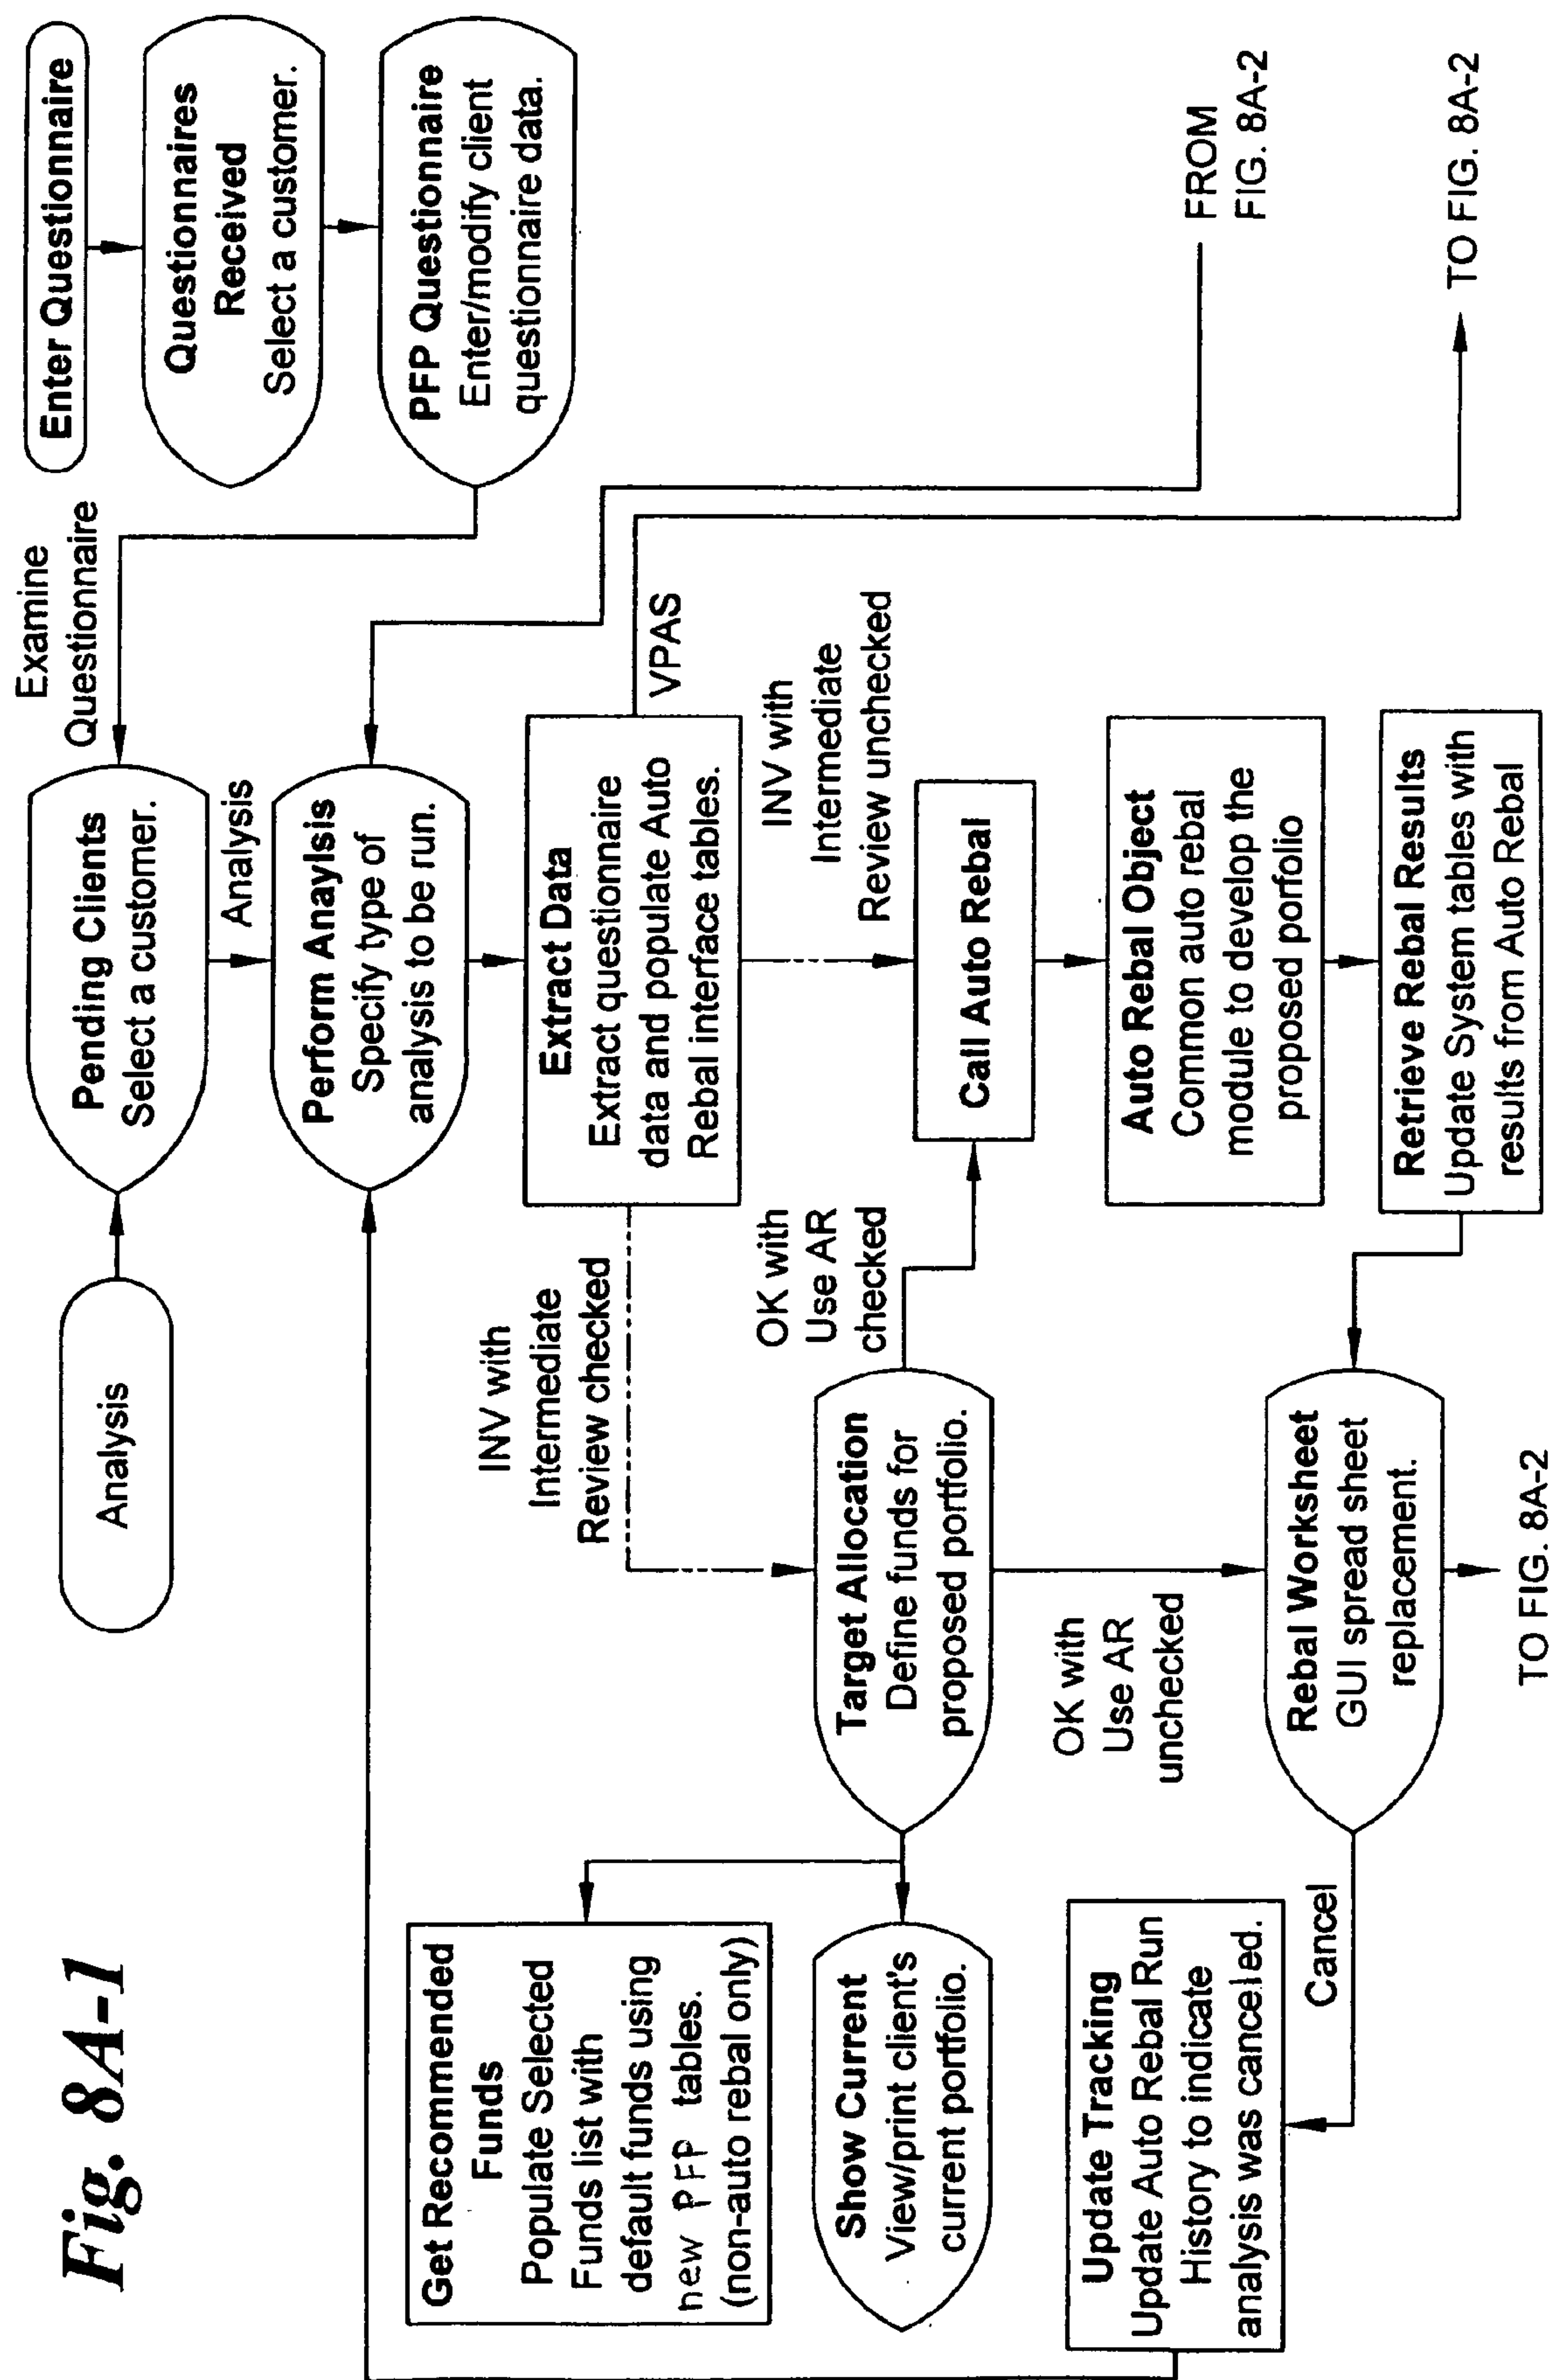 Fig. 8A-1
Enter Questionnaire
Questionnaires
Received
Select a customer.
PFP Questionnaire
Enter/modify client
questionnaire data.
Examine
Questionnaire
Analysis
Pending Clients
Select a customer.
Analysis
Perform Anaylsis
Specify type of
analysis to be run.
FROM
FIG. 8A-2
Extract Data
Extract questionnaire
data and populate Auto
Rebal interface tables.
VPAS
TO FIG. 8A-2
INV with
Intermediate
Review checked
INV with
Intermediate
Review unchecked
Get Recommended
Funds
Populate Selected
Funds list with
default funds using
new PFP tables.
(non-auto rebal only)
Show Current
View/print client's
current portfolio.
Target Allocation
Define funds for
proposed portfolio.
OK with
Use AR
checked
Call Auto Rebal
Auto Rebal Object
Common auto rebal
module to develop the
proposed porfolio
Retrieve Rebal Results
Update System tables with
results from Auto Rebal
OK with
Use AR
unchecked
Rebal Worksheet
GUI spread sheet
replacement.
TO FIG. 8A-2
Cancel
Update Tracking
Update Auto Rebal Run
History to indicate
analysis was canceled.